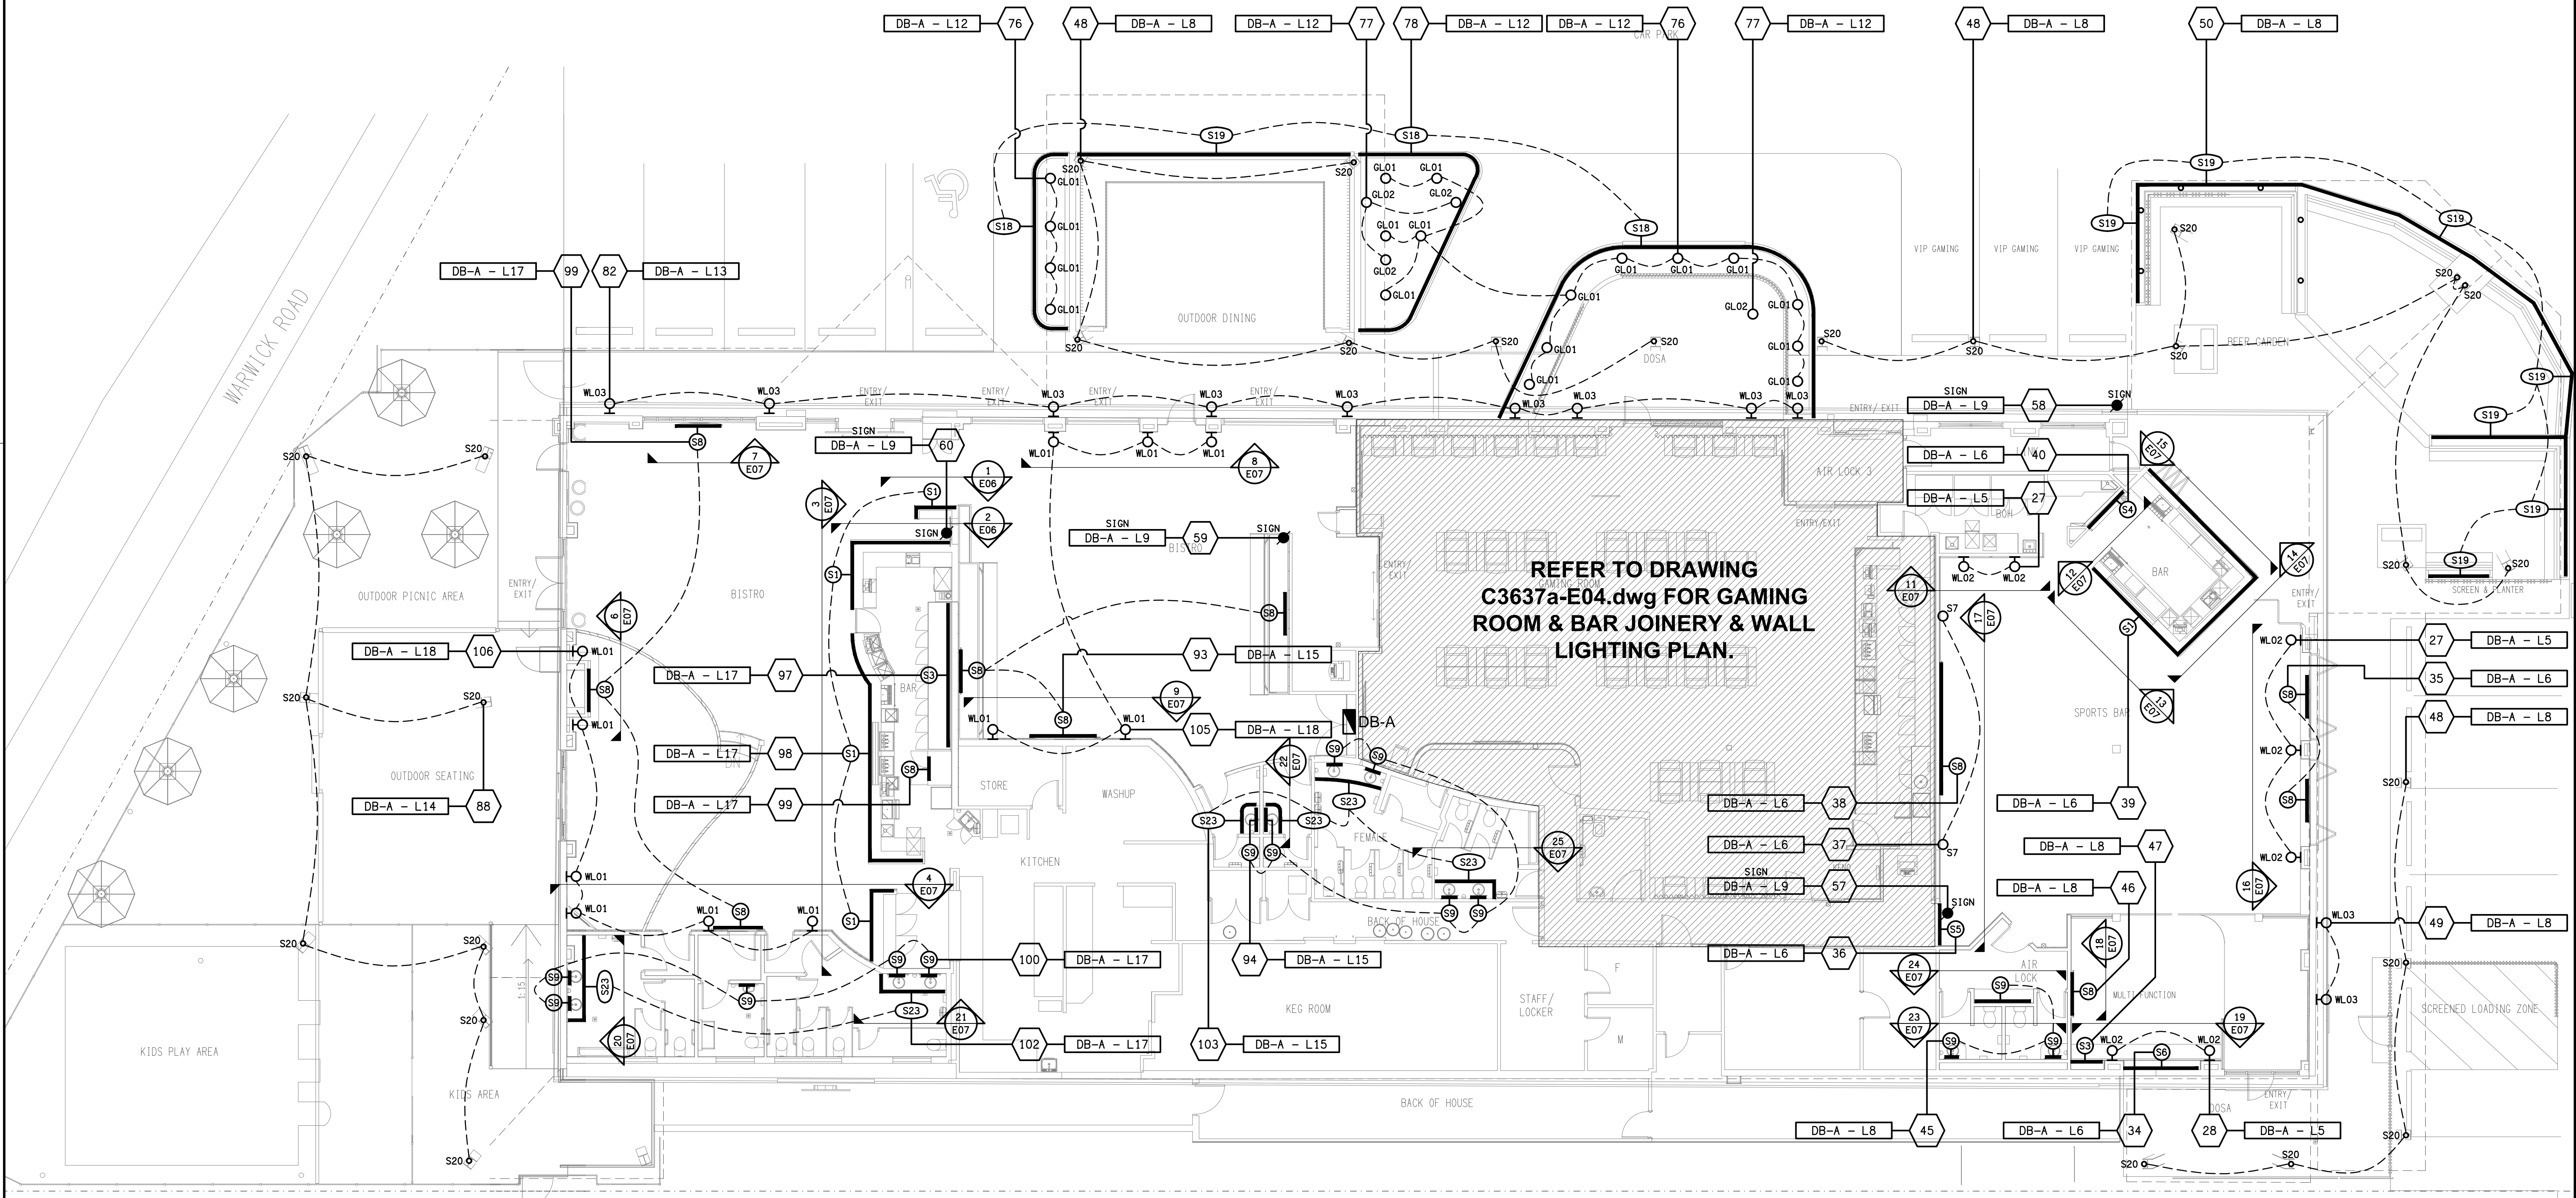 DB-A - L12
76
48
DB-A - L8
DB-A - L12
77
78
DB-A - L12
DB-A - L12
76
77
DB-A - L12
48
DB-A - L8
50
DB-A - L8
CAR PARK
S19
S18
S19
S20
S20
GL01
GL01
GL01
GL02
GL02
S18
GL01
GL01
GL01
S18
S19
S19
S20
VIP GAMING
VIP GAMING
VIP GAMING
DB-A - L17
99
82
DB-A - L13
GL01
GL02
GL01
GL01
GL01
GL01
S20
S20
GL01
GL01
GL01
GL02
GL01
OUTDOOR DINING
WARWICK ROAD
S20
S20
S20
DOSA
S20
S20
S20
BEER GARDEN
GL01
GL01
GL01
GL01
S19
WL03
WL03
ENTRY/
EXIT
WL03
ENTRY/
EXIT
ENTRY/
EXIT
WL03
ENTRY/
EXIT
WL03
WL03
WL03
WL03
WL03
ENTRY/ EXIT
SIGN
DB-A - L9
58
SIGN
S19
S8
SIGN
DB-A - L9
60
WL01
WL01
WL01
7
E07
8
E07
15
E07
DB-A - L6
40
S20
S20
1
E06
AIR LOCK 3
S1
3
E07
DB-A - L5
27
S4
S19
2
E06
SIGN
SIGN
DB-A - L9
59
SIGN
BISTRO
ENTRY/EXIT
BOH
BAR
14
E07
12
E07
ENTRY/
EXIT
REFER TO DRAWING
C3637a-E04.dwg FOR GAMING
ROOM & BAR JOINERY & WALL
LIGHTING PLAN.
GAMING ROOM
WL02
WL02
11
E07
S20
S19
S20
SCREEN & PLANTER
ENTRY/
EXIT
OUTDOOR PICNIC AREA
BISTRO
S1
6
E07
S8
S7
17
E07
S1
ENTRY/
EXIT
DB-A - L18
106
WL01
93
DB-A - L15
WL02
27
DB-A - L5
DB-A - L17
97
S3
BAR
S8
S8
35
DB-A - L6
S8
S20
S20
9
E07
13
E07
S8
SPORTS BAR
48
DB-A - L8
WL01
WL01
S8
WL01
105
DB-A - L18
DB-A
DB-A - L17
98
S1
S9
S9
WL02
22
E07
OUTDOOR SEATING
DN
S8
STORE
WASHUP
S8
S20
DB-A - L14
88
DB-A - L17
99
S23
DB-A - L6
38
DB-A - L6
39
S8
S23
S23
FEMALE
DB-A - L6
37
S7
DB-A - L8
47
S9
S9
25
E07
WL02
KITCHEN
S23
KENO
WL01
4
E07
SIGN
DB-A - L9
57
SIGN
DB-A - L8
46
16
E07
WL01
S8
WL01
WL01
S1
S9
S9
BACK OF HOUSE
S5
WL03
49
DB-A - L8
S20
S20
18
E07
DB-A - L6
36
S9
S9
100
DB-A - L17
94
DB-A - L15
F
24
E07
AIR
LOCK
S20
S9
S9
S23
S9
1:15
S9
S8
MULTI-FUNCTION
WL03
S20
S23
21
E07
KEG ROOM
STAFF/
LOCKER
23
E07
19
E07
SCREENED LOADING ZONE
20
E07
M
KIDS PLAY AREA
102
DB-A - L17
103
DB-A - L15
S9
S9
S3
WL02
S6
WL02
KIDS AREA
BACK OF HOUSE
ENTRY/
EXIT
DOSA
DB-A - L8
45
DB-A - L6
34
28
DB-A - L5
S20
S20
S20
S20